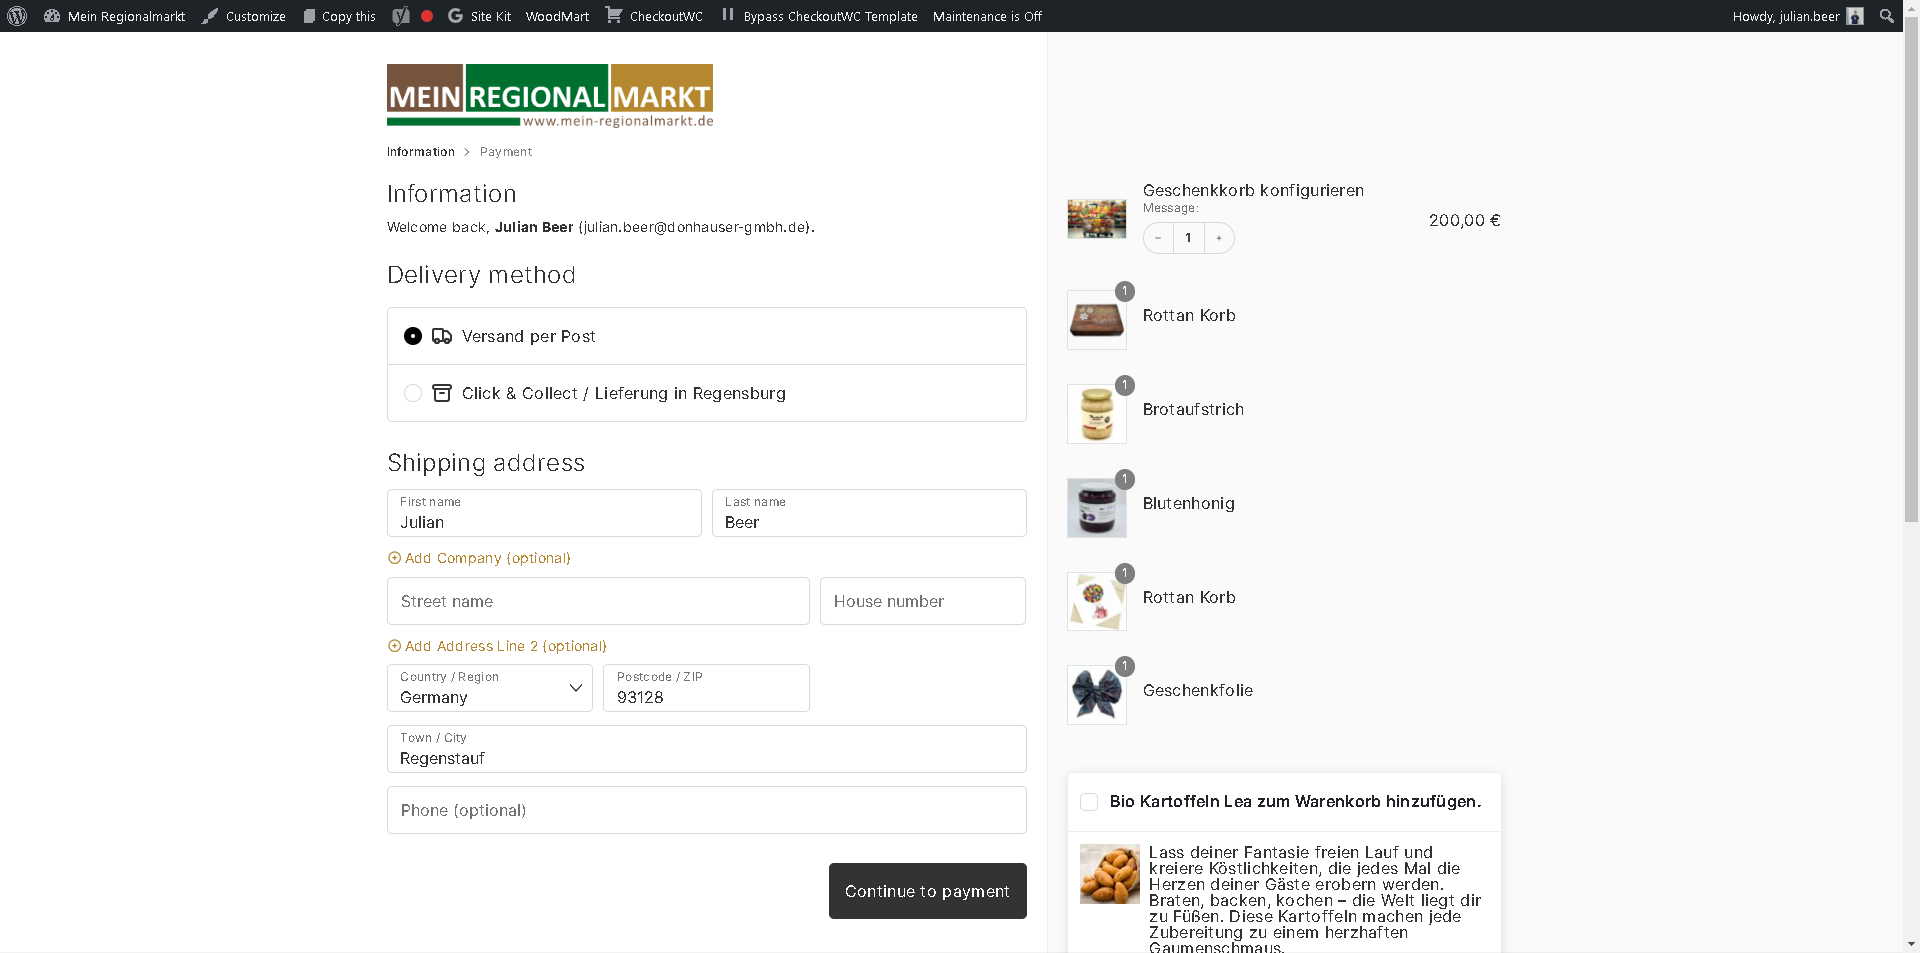 Mein Regionalmarkt Customize Copy this Site Kit WoodMart CheckoutWC Bypass CheckoutWC Template Maintenance is Off Howdy, julian.beer
MEIN REGIONAL MARKT
www.mein-regionalmarkt.de
Information > Payment
Information
Welcome back, Julian Beer (julian.beer@donhauser-gmbh.de).
Delivery method
Versand per Post
Click & Collect / Lieferung in Regensburg
Shipping address
First name
Julian
Last name
Beer
Add Company (optional)
Street name
House number
Add Address Line 2 (optional)
Country / Region
Germany
Postcode / ZIP
93128
Town / City
Regenstauf
Phone (optional)
Continue to payment
Geschenkkorb konfigurieren
Message:
− 1 +
200,00 €
1
Rottan Korb
1
Brotaufstrich
1
Blutenhonig
1
Rottan Korb
1
Geschenkfolie
Bio Kartoffeln Lea zum Warenkorb hinzufügen.
Lass deiner Fantasie freien Lauf und
kreiere Köstlichkeiten, die jedes Mal die
Herzen deiner Gäste erobern werden.
Braten, backen, kochen – die Welt liegt dir
zu Füßen. Diese Kartoffeln machen jede
Zubereitung zu einem herzhaften
Gaumenschmaus.